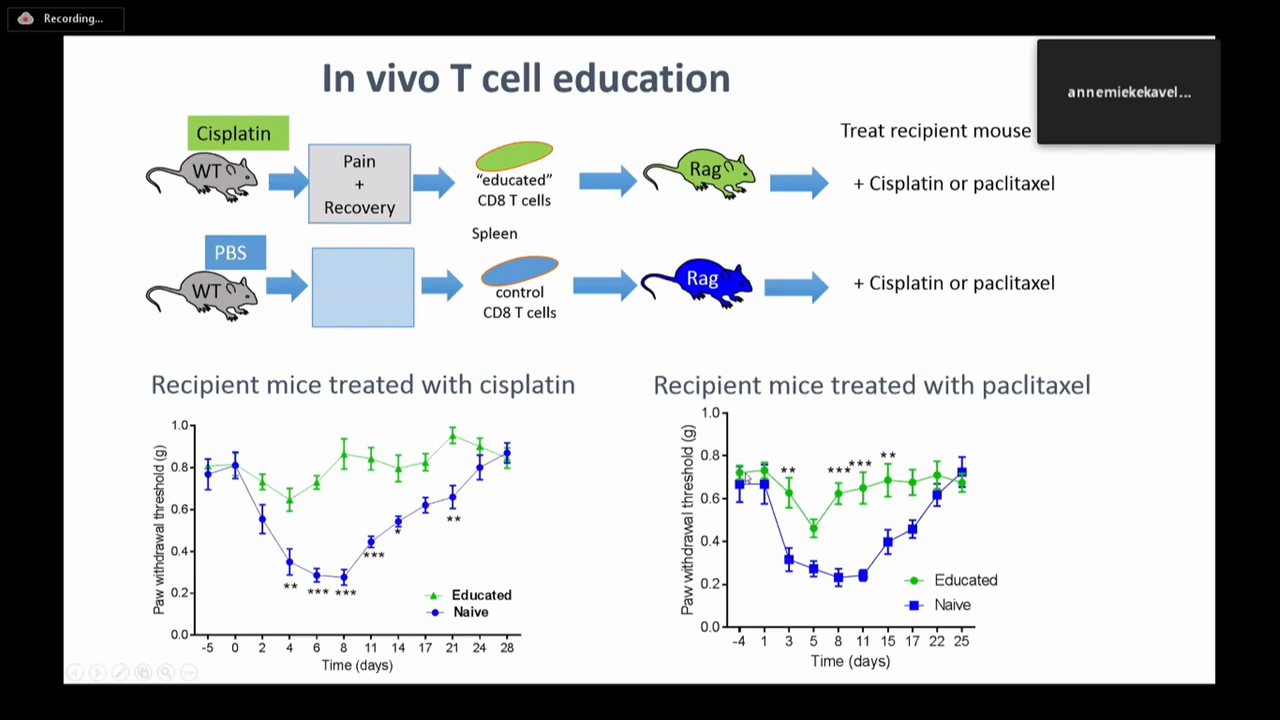 Recording...
In vivo T cell education
annemiekekavel...
Cisplatin
WT
Pain
+
Recovery
“educated”
CD8 T cells
Rag
Treat recipient mouse
+ Cisplatin or paclitaxel
Spleen
PBS
WT
control
CD8 T cells
Rag
+ Cisplatin or paclitaxel
Recipient mice treated with cisplatin
Paw withdrawal threshold (g)
1.0
0.8
0.6
0.4
0.2
0.0
** *** *** *** * **
Educated
Naive
-5 0 2 4 6 8 11 14 17 21 24 28
Time (days)
Recipient mice treated with paclitaxel
Paw withdrawal threshold (g)
1.0
0.8
0.6
0.4
0.2
0.0
** *** *** **
Educated
Naive
-4 1 3 5 8 11 15 17 22 25
Time (days)